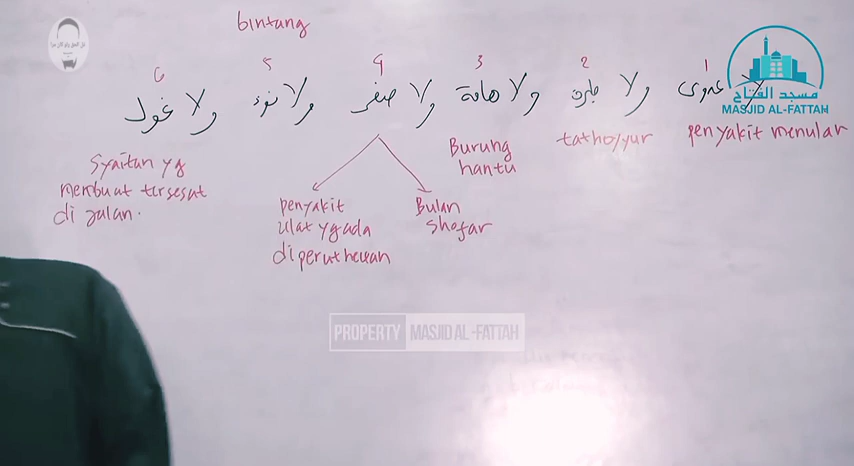 bintang
6 5 4 3 2 1
لا عدوى ولا طيرة ولا هامة ولا صفر ولا نوء ولا غول
penyakit menular
tathoyyur
Burung
hantu
Bulan
Shofar
penyakit
ulat yg ada
diperut hewan
Syaitan yg
membuat tersesat
di jalan.
مسجد الفتاح
MASJID AL-FATTAH
PROPERTY MASJID AL-FATTAH